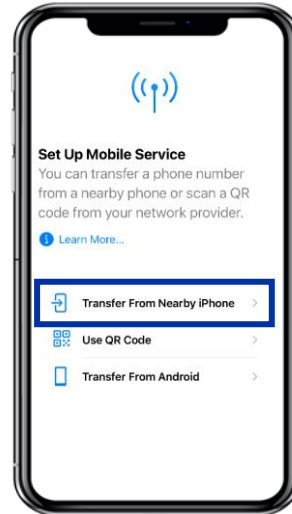 Set Up Mobile Service
You can transfer a phone number
from a nearby phone or scan a QR
code from your network provider.
Learn More...
Transfer From Nearby iPhone
Use QR Code
Transfer From Android